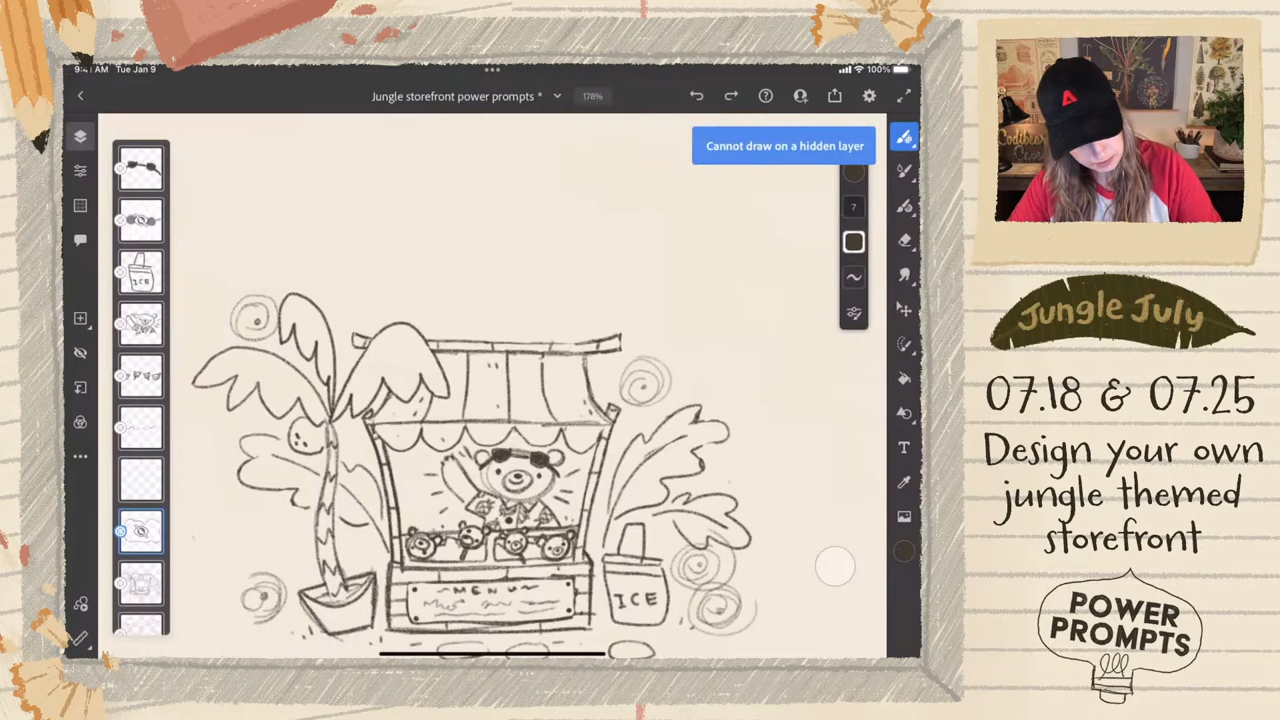 9:41 AM Tue Jan 9
100%
Jungle storefront power prompts *
178%
Cannot draw on a hidden layer
7
ICE
MENU
ICE
Jungle July
07.18 & 07.25
Design your own
jungle themed
storefront
POWER
PROMPTS